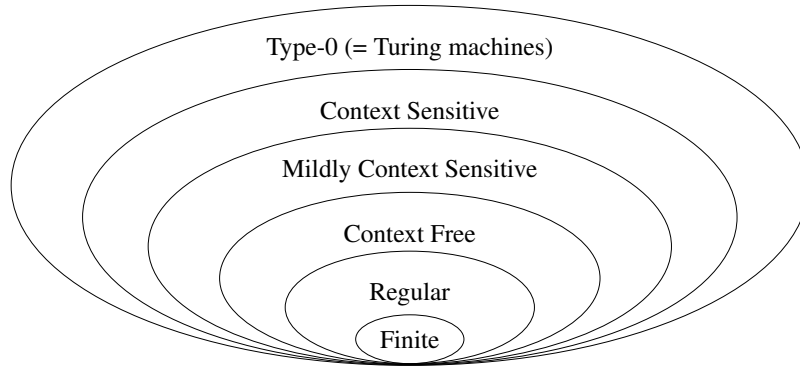 Type-0 (= Turing machines)
Context Sensitive
Mildly Context Sensitive
Context Free
Regular
Finite